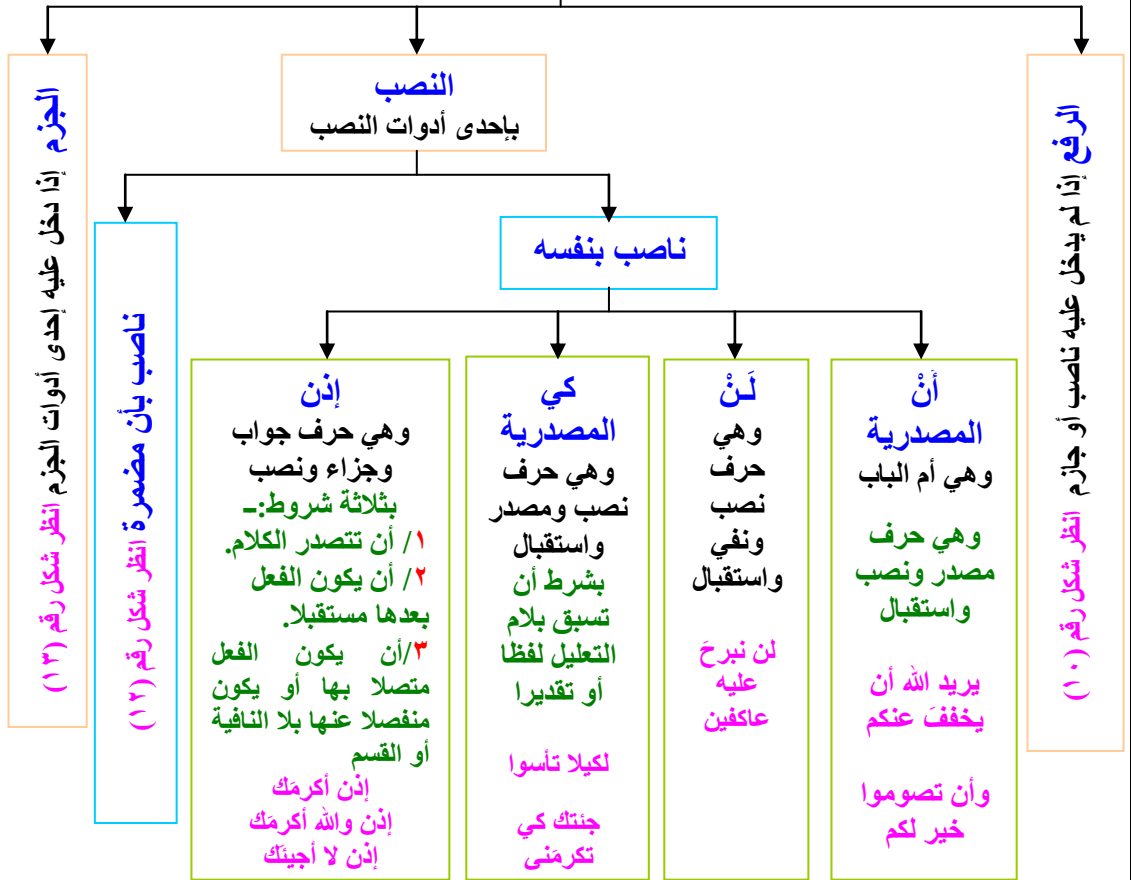 الرفع إذا لم يدخل عليه ناصب أو جازم انظر شكل رقم (١٠)
النصب
بإحدى أدوات النصب
الجزم إذا دخل عليه إحدى أدوات الجزم انظر شكل رقم (١٣)
ناصب بنفسه
ناصب بأن مضمرة انظر شكل رقم (١٢)
أنْ
المصدرية
وهي أم الباب
وهي حرف
مصدر ونصب
واستقبال
يريد الله أن
يخففَ عنكم
وأن تصوموا
خير لكم
لَنْ
وهي
حرف
نصب
ونفي
واستقبال
لن نبرحَ
عليه
عاكفين
كي
المصدرية
وهي حرف
نصب ومصدر
واستقبال
بشرط أن
تسبق بلام
التعليل لفظا
أو تقديرا
لكيلا تأسوا
جئتك كي
تكرمَنى
إذن
وهي حرف جواب
وجزاء ونصب
بثلاثة شروط:ـ
١/ أن تتصدر الكلام.
٢/ أن يكون الفعل
بعدها مستقبلا.
٣/أن يكون الفعل
متصلا بها أو يكون
منفصلا عنها بلا النافية
أو القسم
إذن أكرمَك
إذن والله أكرمَك
إذن لا أجيئَك